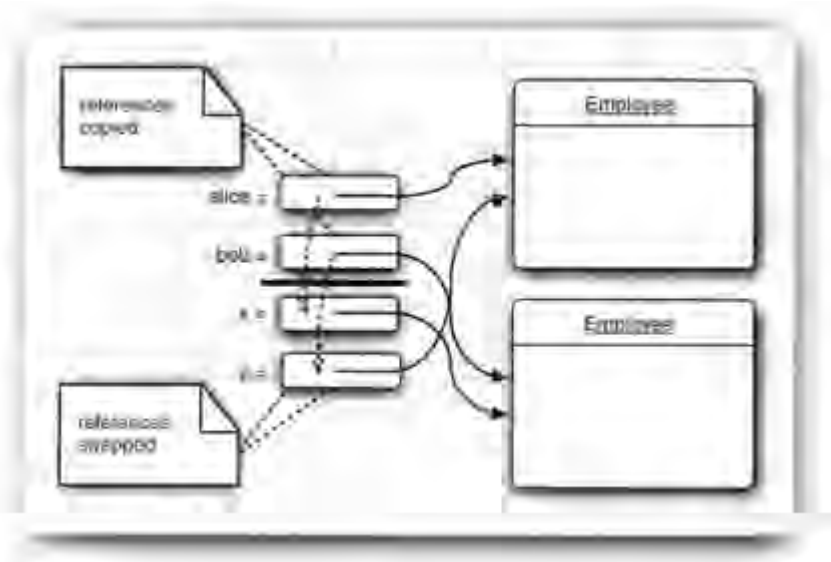 references
copied
Employee
alice =
bob =
x =
y =
Employee
references
swapped